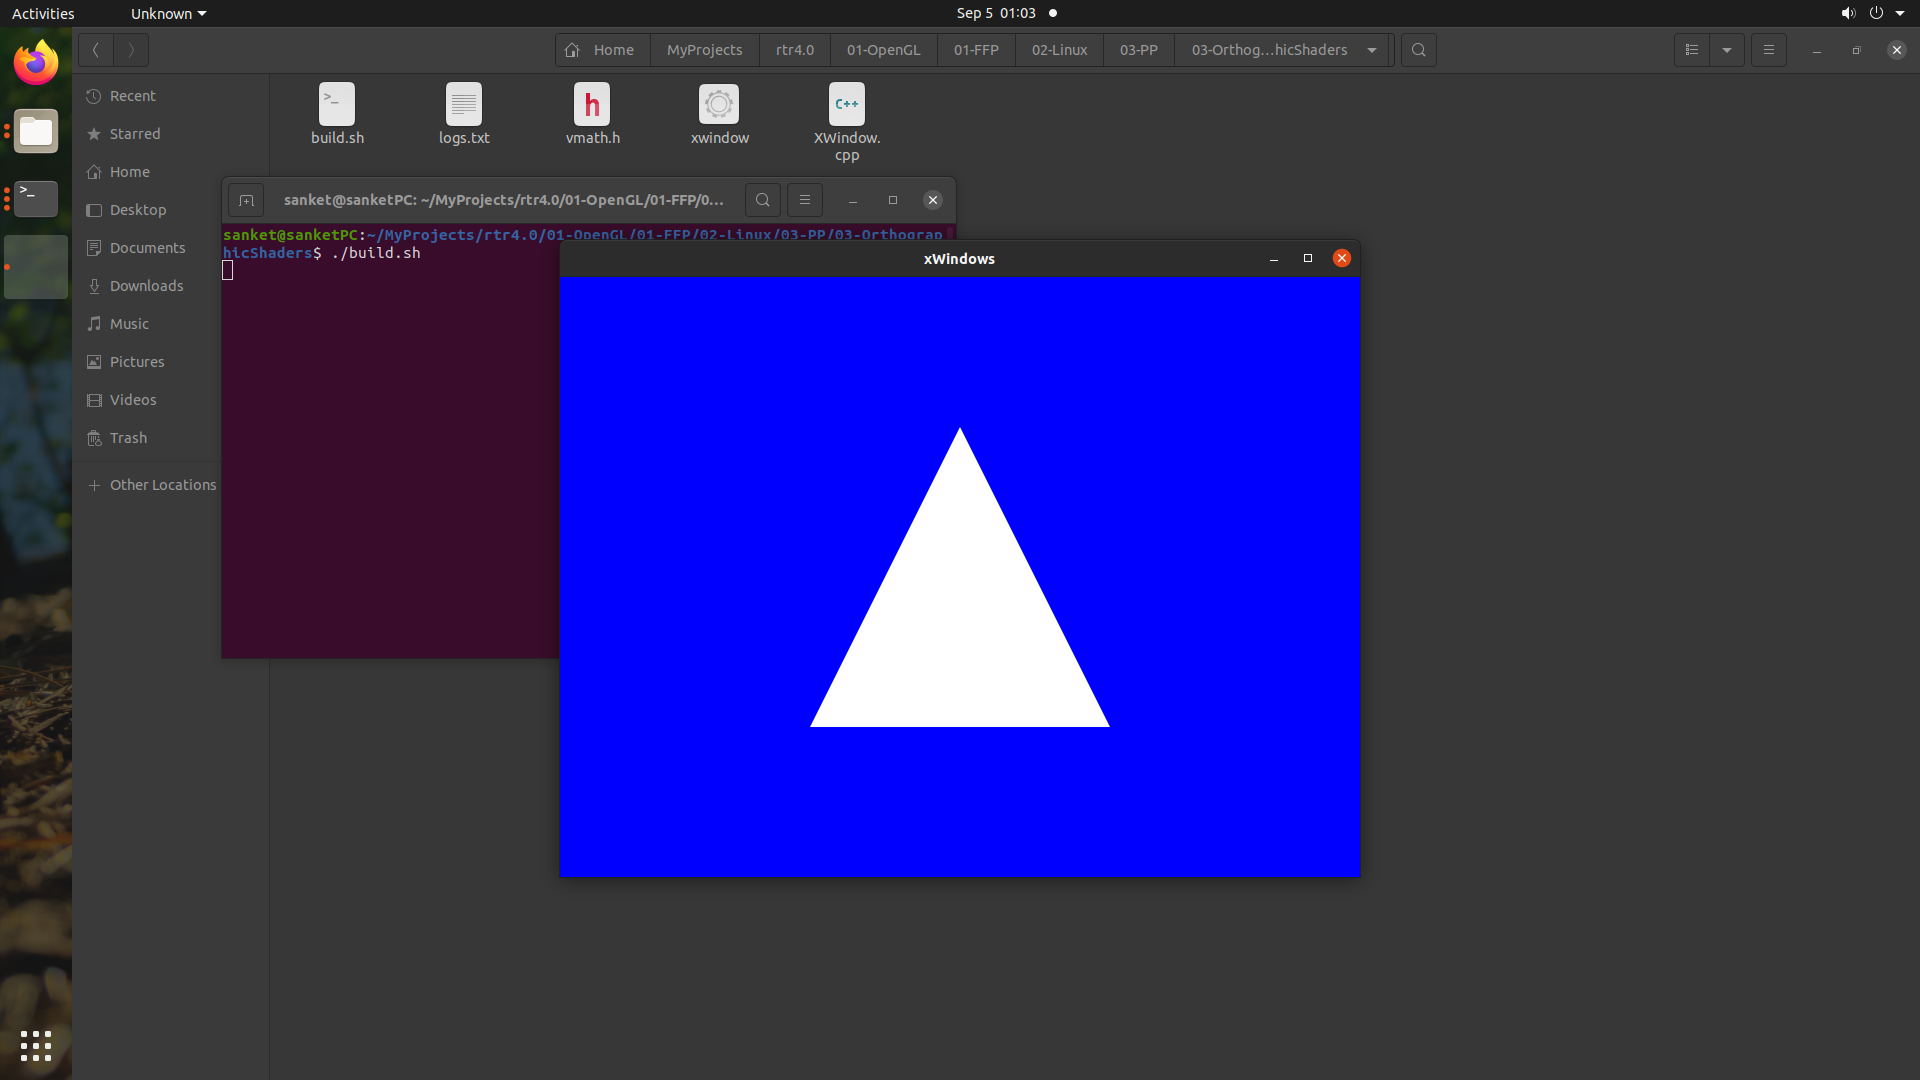 Activities
Unknown
Sep 5 01:03
Home
MyProjects
rtr4.0
01-OpenGL
01-FFP
02-Linux
03-PP
03-Orthog...hicShaders
Recent
Starred
Home
Desktop
Documents
Downloads
Music
Pictures
Videos
Trash
Other Locations
build.sh
logs.txt
vmath.h
xwindow
XWindow.
cpp
>_
h
C++
>_
sanket@sanketPC: ~/MyProjects/rtr4.0/01-OpenGL/01-FFP/0...
sanket@sanketPC:~/MyProjects/rtr4.0/01-OpenGL/01-FFP/02-Linux/03-PP/03-Orthograp
hicShaders$ ./build.sh
xWindows